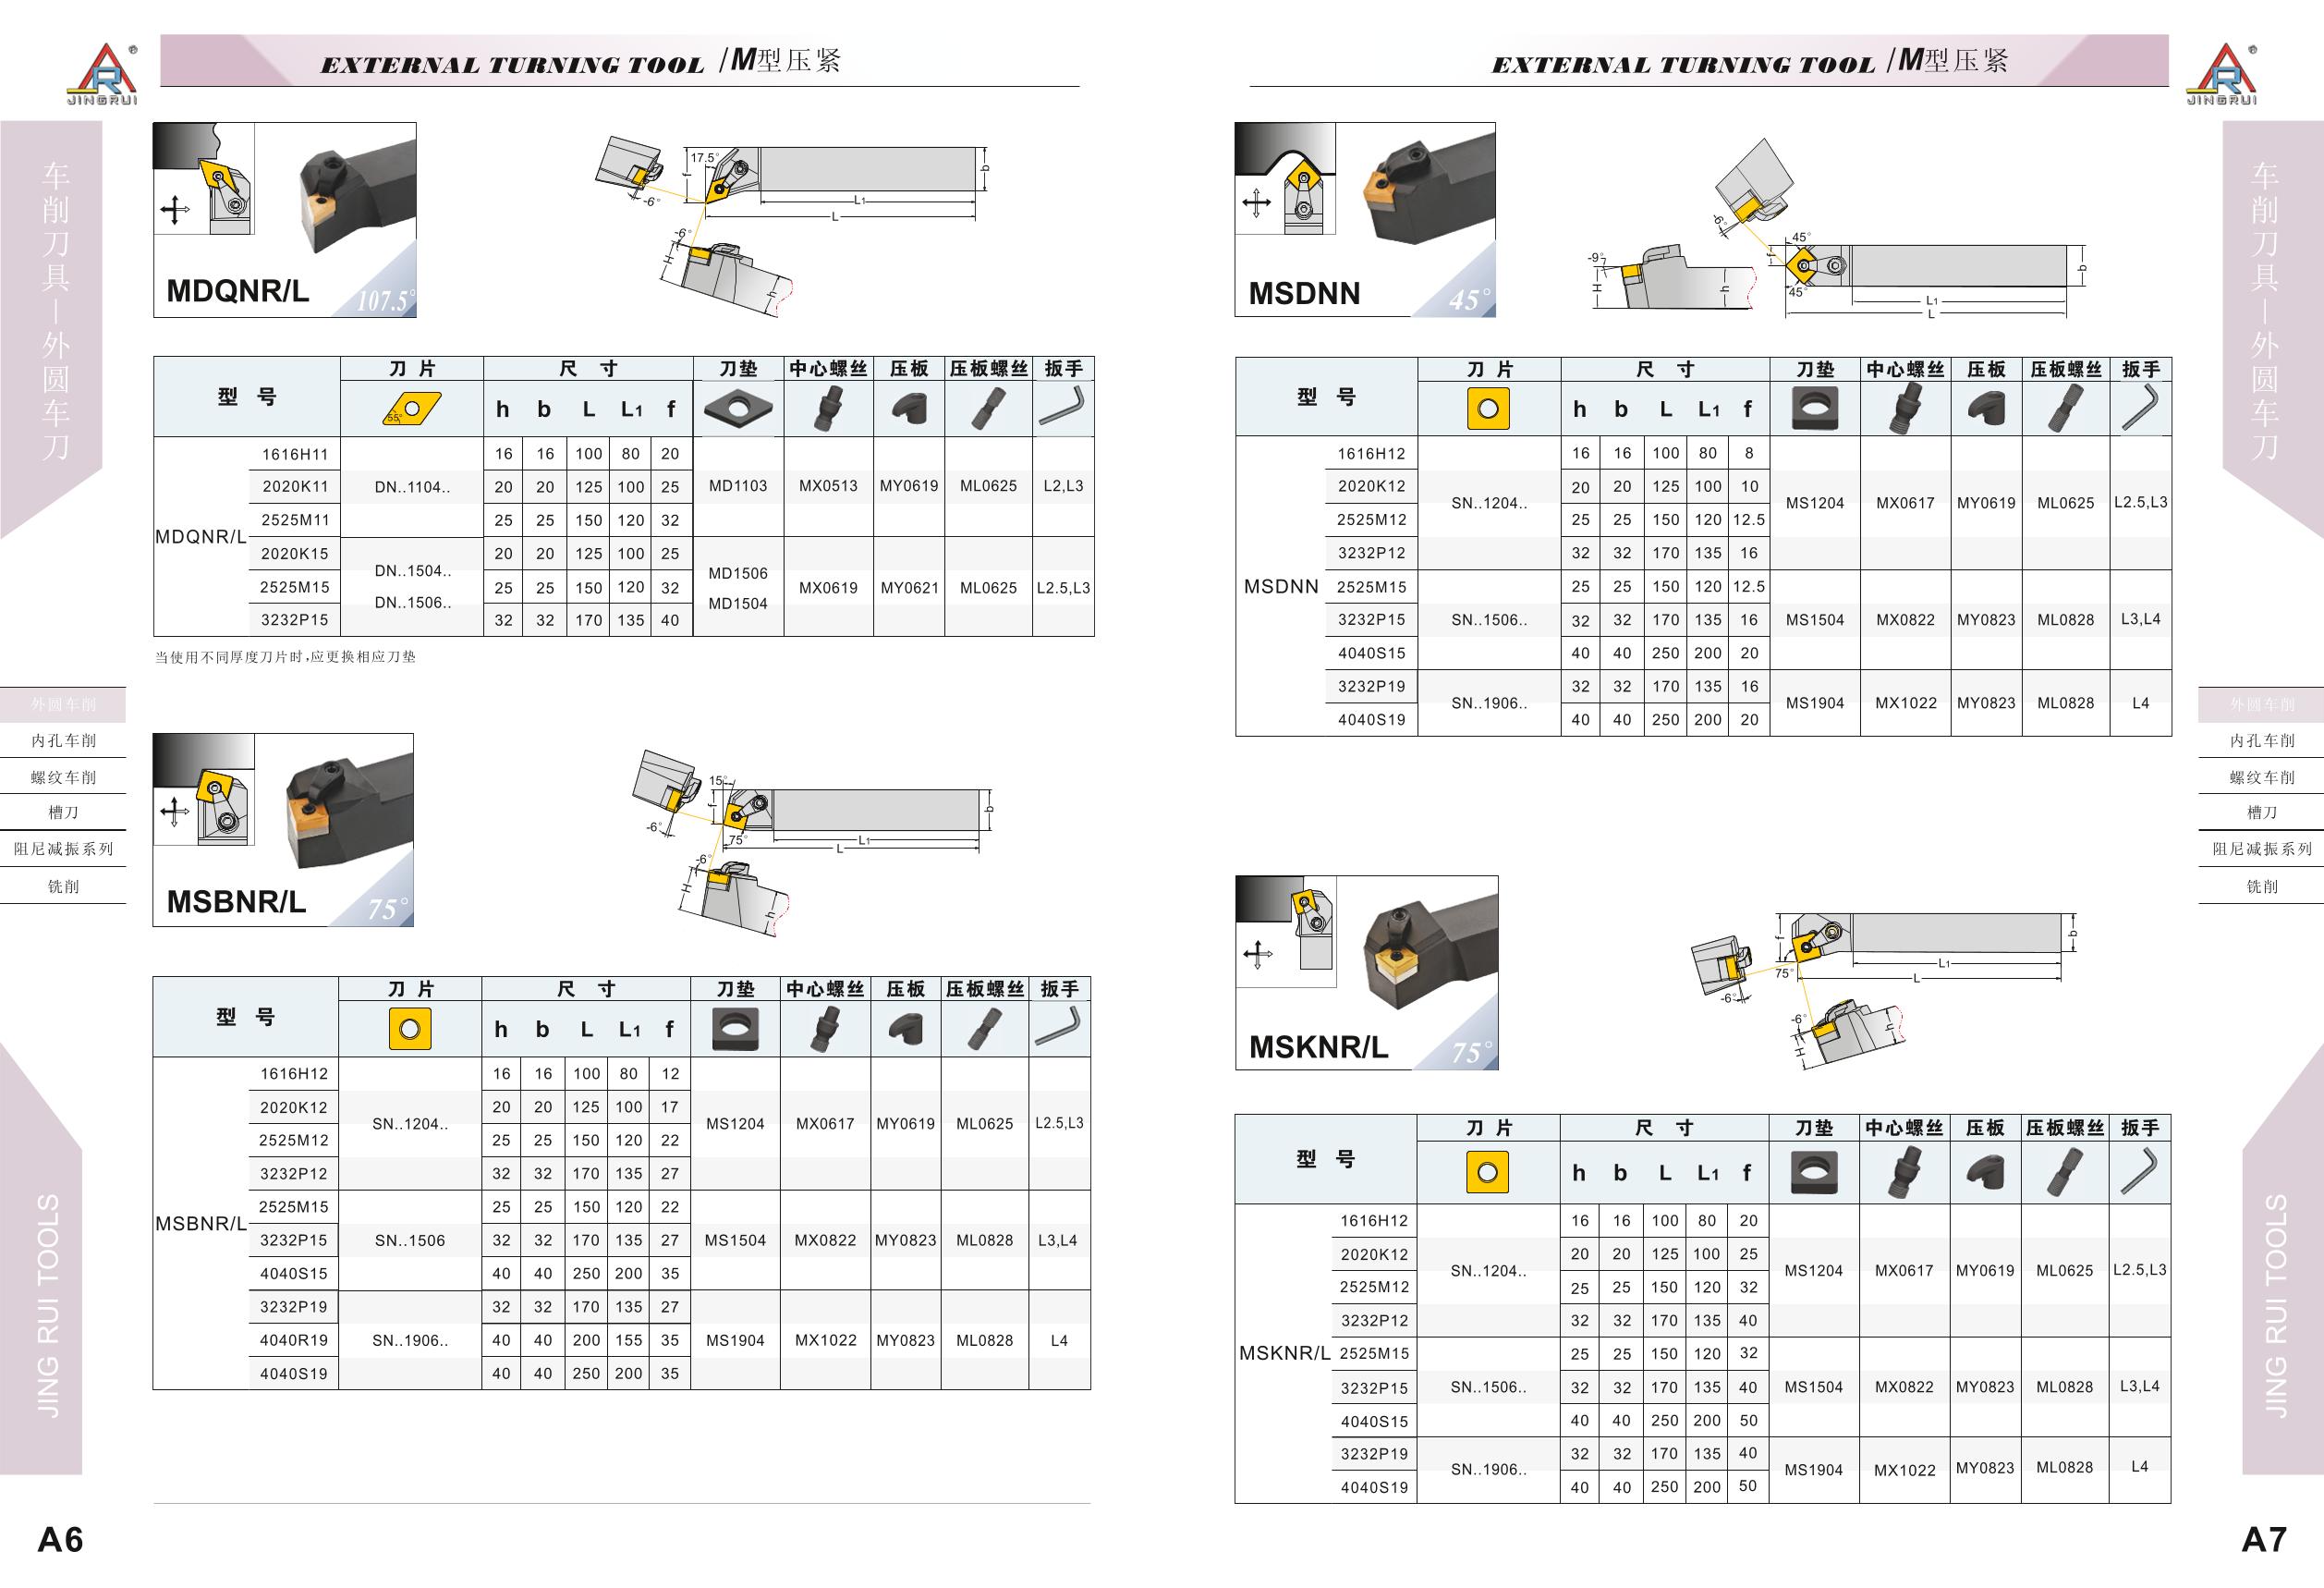 JINGRUI
®
EXTERNAL TURNING TOOL /M型压紧
车削刀具—外圆车刀
MDQNR/L
107.5°
17.5°
f
b
L1
L
-6°
-6°
H
h
型 号 刀 片 尺 寸 刀垫 中心螺丝 压板 压板螺丝 扳手
55° h b L L1 f
MDQNR/L
1616H11 16 16 100 80 20
2020K11 DN..1104.. 20 20 125 100 25 MD1103 MX0513 MY0619 ML0625 L2,L3
2525M11 25 25 150 120 32
2020K15 20 20 125 100 25
DN..1504.. MD1506
2525M15 25 25 150 120 32 MX0619 MY0621 ML0625 L2.5,L3
DN..1506.. MD1504
3232P15 32 32 170 135 40
当使用不同厚度刀片时,应更换相应刀垫
外圆车削
内孔车削
螺纹车削
槽刀
阻尼减振系列
铣削
MSBNR/L
75°
15°
f
b
75°
L1
L
-6°
-6°
H
h
型 号 刀 片 尺 寸 刀垫 中心螺丝 压板 压板螺丝 扳手
h b L L1 f
MSBNR/L
1616H12 16 16 100 80 12
2020K12 20 20 125 100 17
SN..1204.. MS1204 MX0617 MY0619 ML0625 L2.5,L3
2525M12 25 25 150 120 22
3232P12 32 32 170 135 27
2525M15 25 25 150 120 22
3232P15 SN..1506 32 32 170 135 27 MS1504 MX0822 MY0823 ML0828 L3,L4
4040S15 40 40 250 200 35
3232P19 32 32 170 135 27
4040R19 SN..1906.. 40 40 200 155 35 MS1904 MX1022 MY0823 ML0828 L4
4040S19 40 40 250 200 35
JING RUI TOOLS
A6
EXTERNAL TURNING TOOL /M型压紧
JINGRUI
®
车削刀具—外圆车刀
MSDNN
45°
-6°
-9°
H
h
45°
f
b
45°
L1
L
型 号 刀 片 尺 寸 刀垫 中心螺丝 压板 压板螺丝 扳手
h b L L1 f
MSDNN
1616H12 16 16 100 80 8
2020K12 20 20 125 100 10
SN..1204.. MS1204 MX0617 MY0619 ML0625 L2.5,L3
2525M12 25 25 150 120 12.5
3232P12 32 32 170 135 16
2525M15 25 25 150 120 12.5
3232P15 SN..1506.. 32 32 170 135 16 MS1504 MX0822 MY0823 ML0828 L3,L4
4040S15 40 40 250 200 20
3232P19 32 32 170 135 16
SN..1906.. MS1904 MX1022 MY0823 ML0828 L4
4040S19 40 40 250 200 20
外圆车削
内孔车削
螺纹车削
槽刀
阻尼减振系列
铣削
MSKNR/L
75°
f
b
75°
L1
L
-6°
-6°
H
h
型 号 刀 片 尺 寸 刀垫 中心螺丝 压板 压板螺丝 扳手
h b L L1 f
MSKNR/L
1616H12 16 16 100 80 20
2020K12 20 20 125 100 25
SN..1204.. MS1204 MX0617 MY0619 ML0625 L2.5,L3
2525M12 25 25 150 120 32
3232P12 32 32 170 135 40
2525M15 25 25 150 120 32
3232P15 SN..1506.. 32 32 170 135 40 MS1504 MX0822 MY0823 ML0828 L3,L4
4040S15 40 40 250 200 50
3232P19 32 32 170 135 40
SN..1906.. MS1904 MX1022 MY0823 ML0828 L4
4040S19 40 40 250 200 50
JING RUI TOOLS
A7